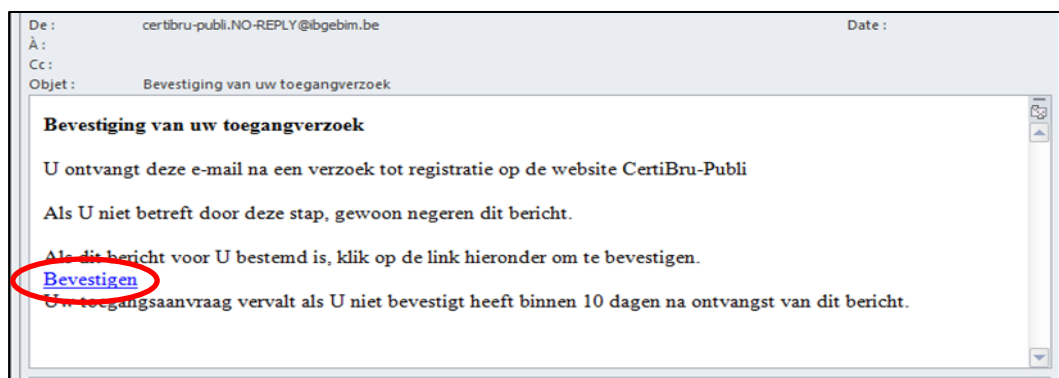 De : certibru-publi.NO-REPLY@ibgebim.be Date :
À :
Cc :
Objet : Bevestiging van uw toegangverzoek
Bevestiging van uw toegangverzoek
U ontvangt deze e-mail na een verzoek tot registratie op de website CertiBru-Publi
Als U niet betreft door deze stap, gewoon negeren dit bericht.
Als dit bericht voor U bestemd is, klik op de link hieronder om te bevestigen.
Bevestigen
Uw toegangsaanvraag vervalt als U niet bevestigt heeft binnen 10 dagen na ontvangst van dit bericht.